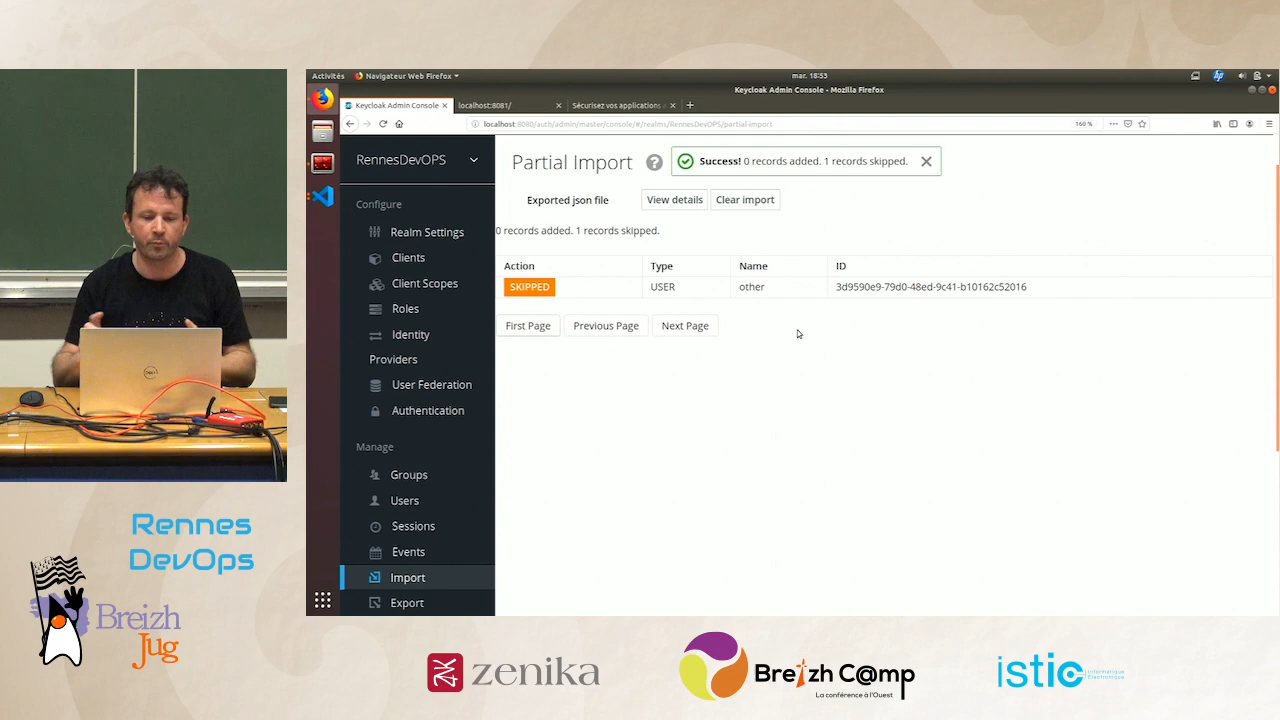 Activités
Navigateur Web Firefox
mar. 18:53
Keycloak Admin Console - Mozilla Firefox
Keycloak Admin Console
localhost:8081/
Sécurisez vos applications
localhost:8080/auth/admin/master/console/#/realms/RennesDevOPS/partial-import
160 %
RennesDevOPS
Partial Import
Success! 0 records added. 1 records skipped.
Exported json file
View details
Clear import
0 records added. 1 records skipped.
Action
Type
Name
ID
SKIPPED
USER
other
3d9590e9-79d0-48ed-9c41-b10162c52016
First Page
Previous Page
Next Page
Configure
Realm Settings
Clients
Client Scopes
Roles
Identity
Providers
User Federation
Authentication
Manage
Groups
Users
Sessions
Events
Import
Export
Rennes
DevOps
Breizh
Jug
zenika
Breizh C@mp
La conférence à l'Ouest
istic
Informatique
Électronique